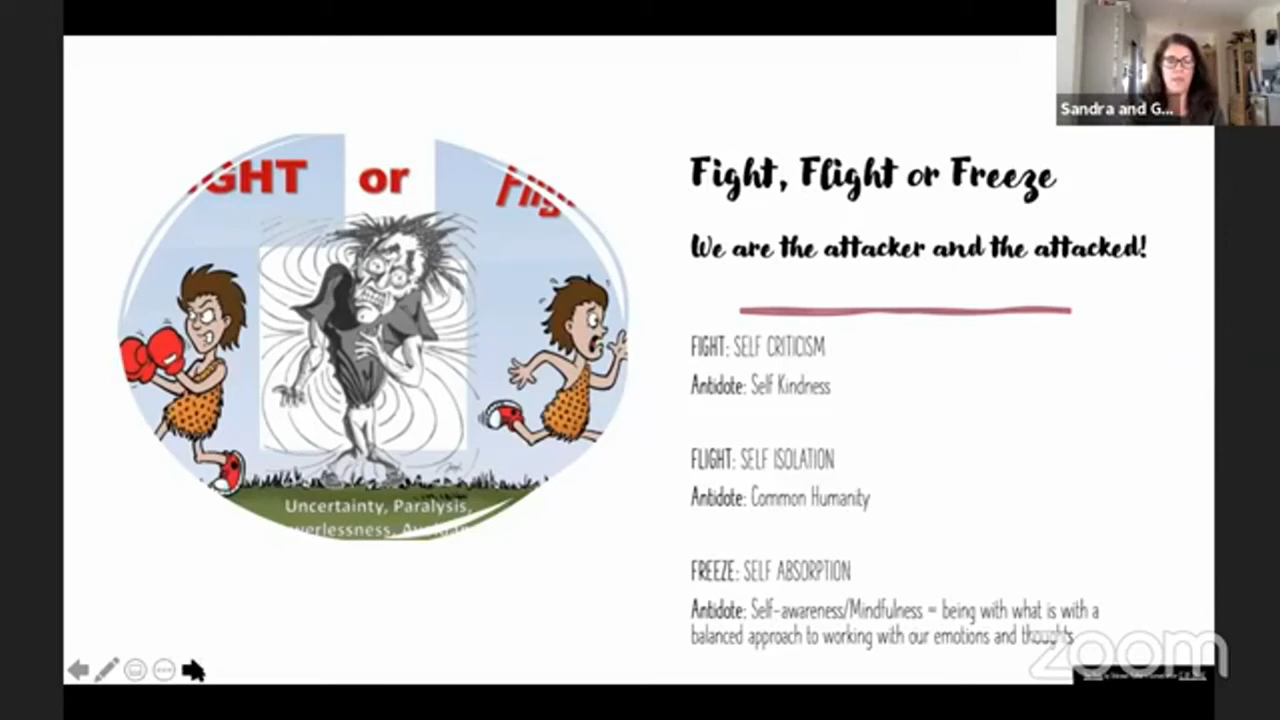 Sandra and G...
GHT or Flig
Fight, Flight or Freeze
We are the attacker and the attacked!
FIGHT: SELF CRITICISM
Antidote: Self Kindness
FLIGHT: SELF ISOLATION
Antidote: Common Humanity
FREEZE: SELF ABSORPTION
Antidote: Self-awareness/Mindfulness = being with what is with a
balanced approach to working with our emotions and thoughts
Uncertainty, Paralysis,
zoom